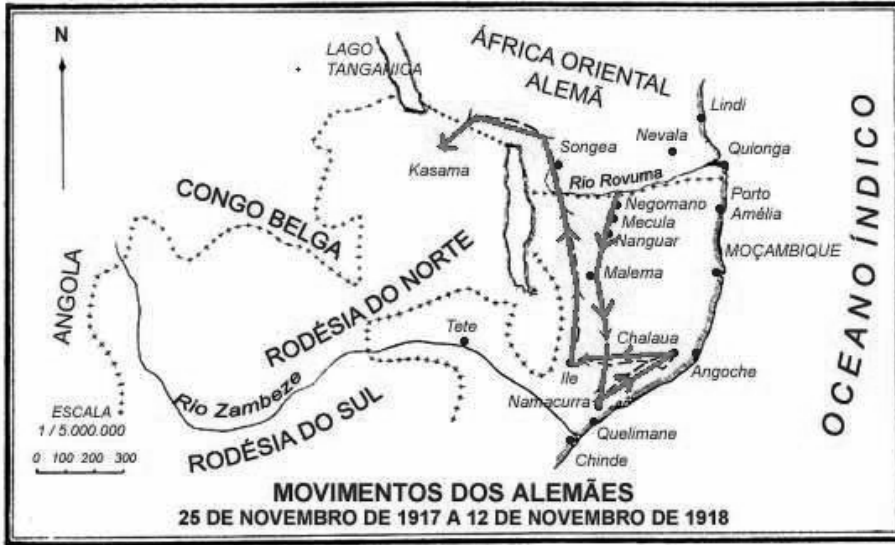 N
LAGO
TANGANICA
ÁFRICA ORIENTAL
ALEMÃ
Lindi
Nevala
Quionga
Songea
Kasama
Rio Rovuma
Porto
Amélia
Negomano
Mecula
Nanguar
MOÇAMBIQUE
Malema
OCEANO ÍNDICO
CONGO BELGA
ANGOLA
RODÉSIA DO NORTE
Tete
Chalaua
Ile
Angoche
Namacurra
Rio Zambeze
RODÉSIA DO SUL
Quelimane
Chinde
ESCALA
1 / 5.000.000
0 100 200 300
MOVIMENTOS DOS ALEMÃES
25 DE NOVEMBRO DE 1917 A 12 DE NOVEMBRO DE 1918